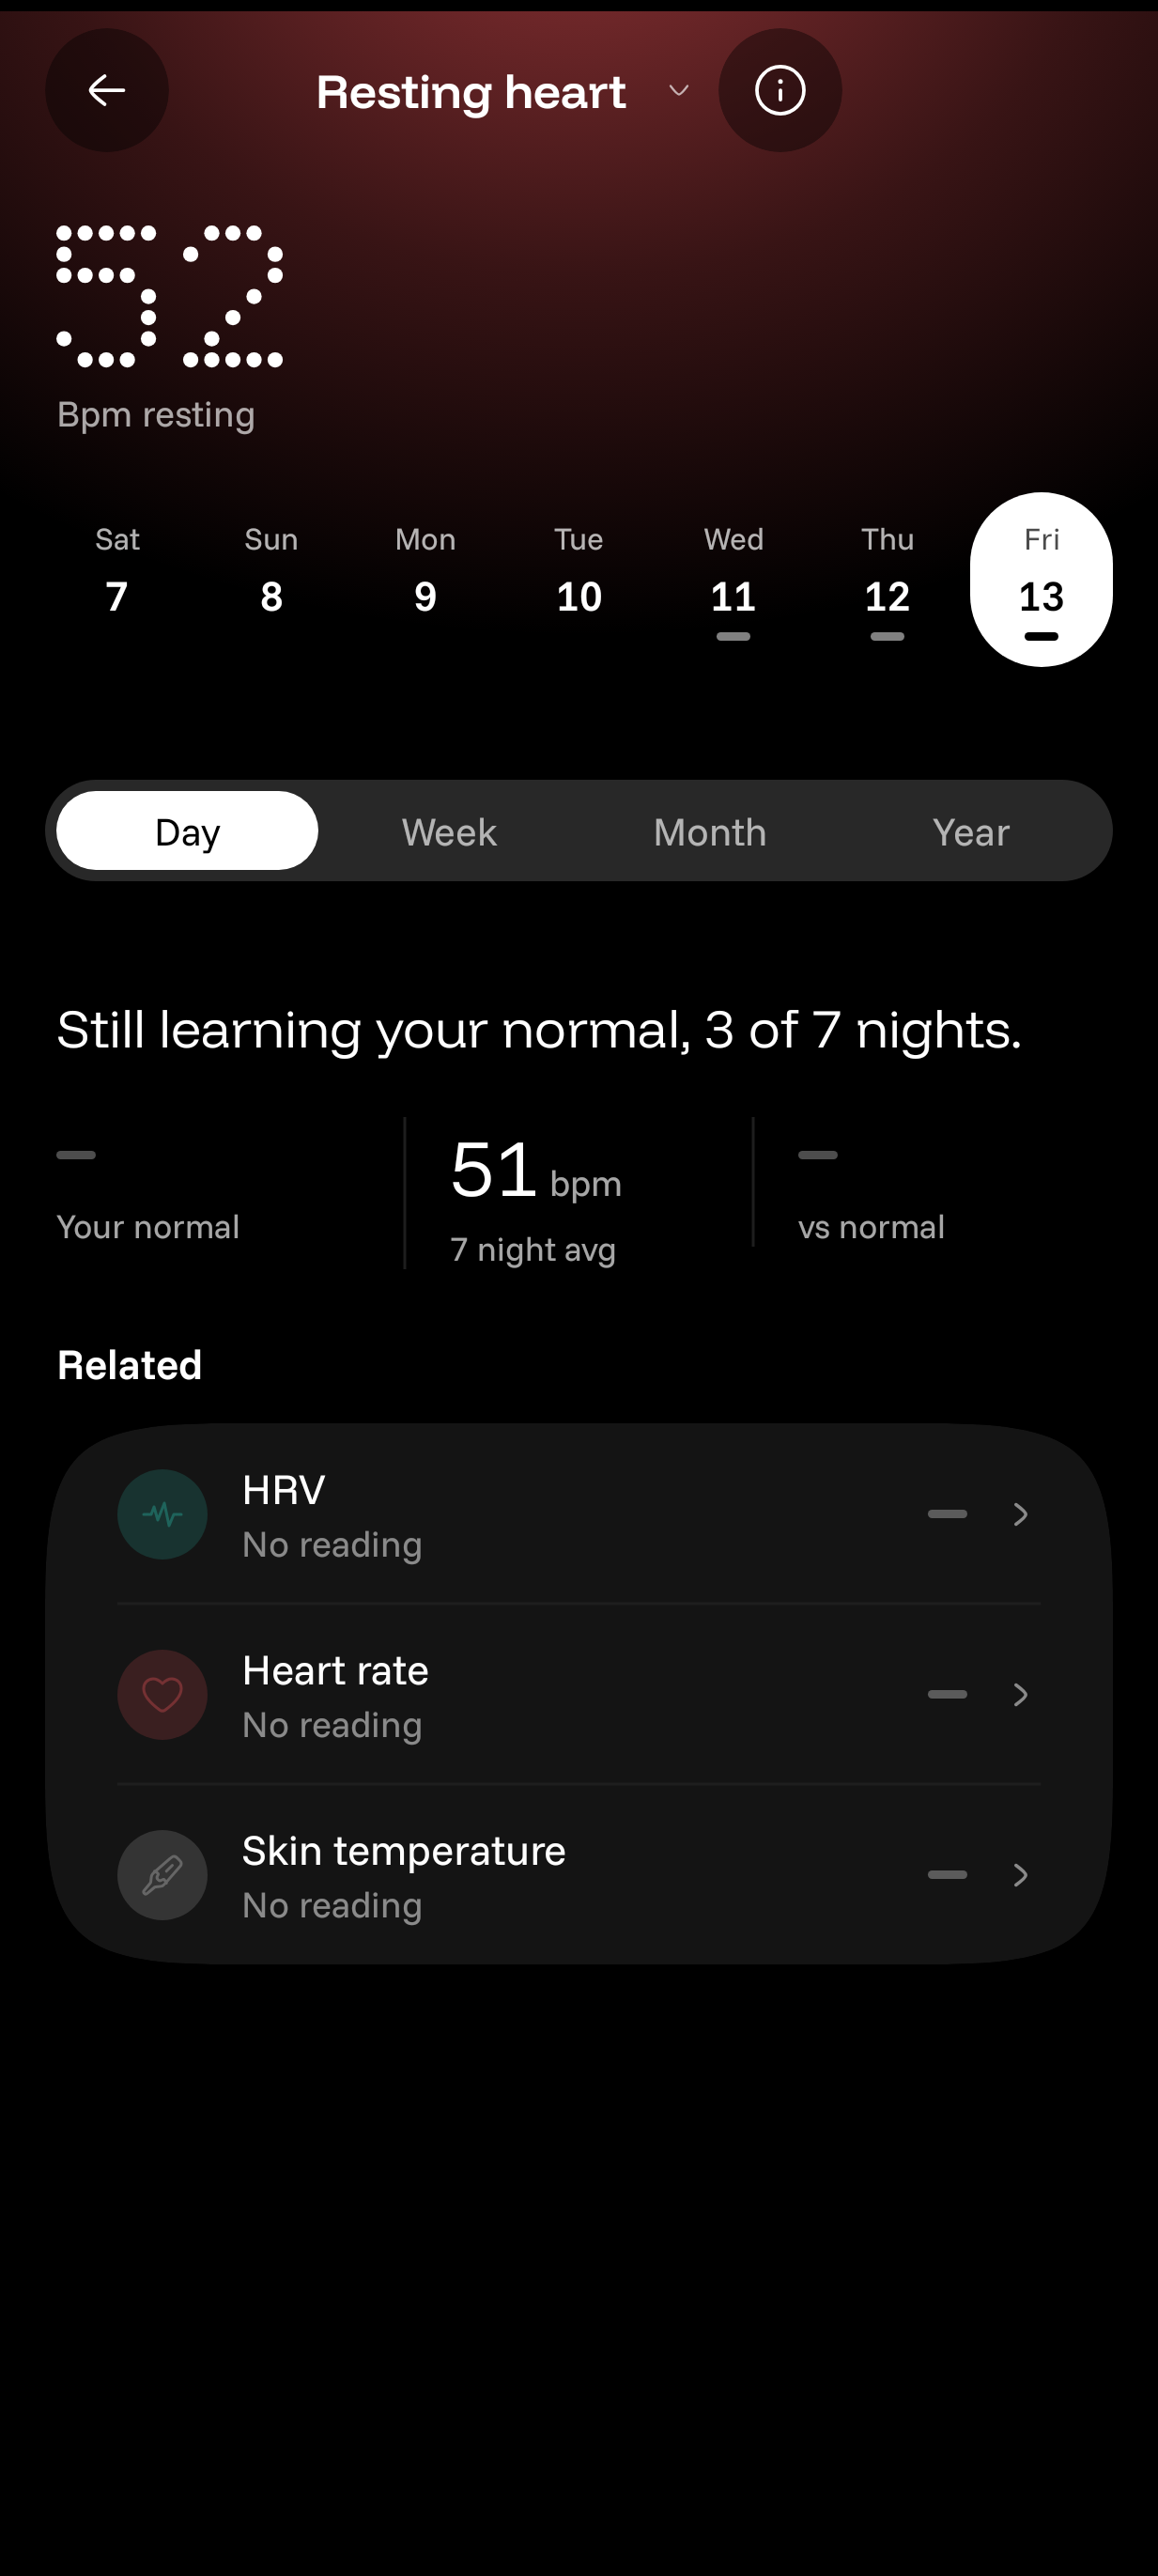 Resting heart
52
Bpm resting
Sat Sun Mon Tue Wed Thu Fri
7 8 9 10 11 12 13
Day Week Month Year
Still learning your normal, 3 of 7 nights.
51 bpm
Your normal 7 night avg vs normal
Related
HRV
No reading
Heart rate
No reading
Skin temperature
No reading